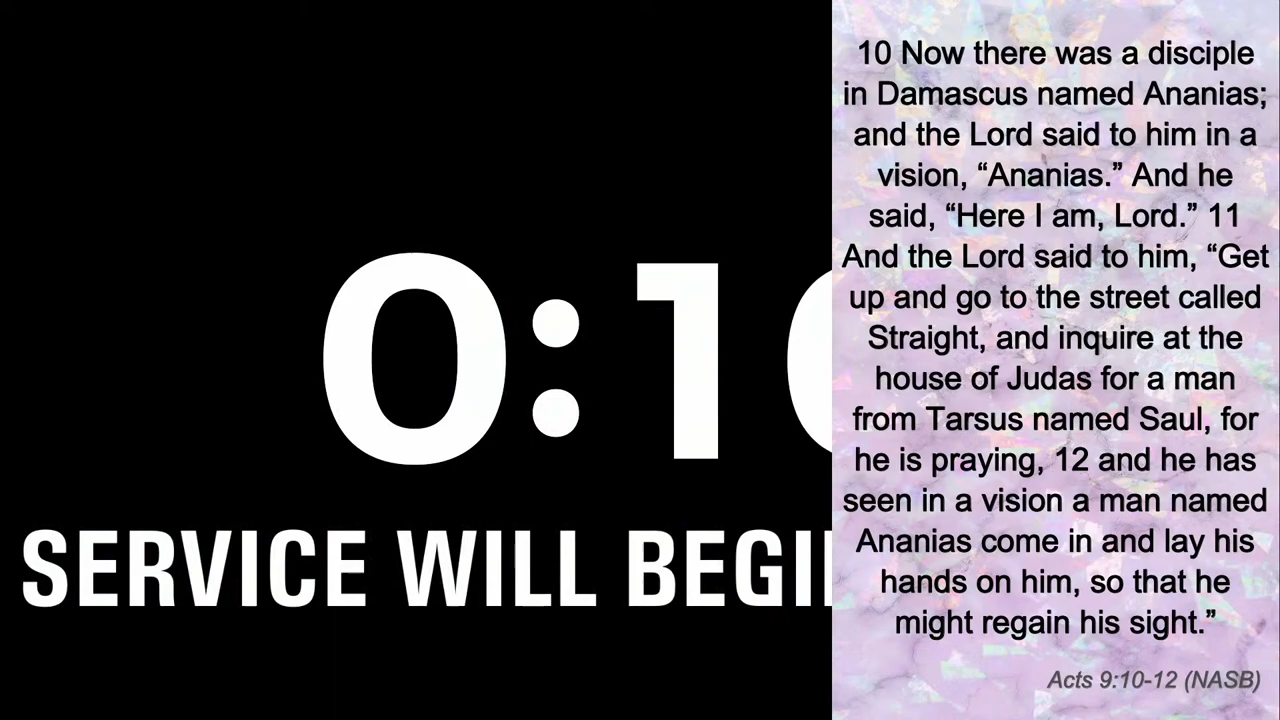 0:1
SERVICE WILL
10 Now there was a disciple
in Damascus named Ananias;
and the Lord said to him in a
vision, “Ananias.” And he
said, “Here I am, Lord.” 11
And the Lord said to him, “Get
up and go to the street called
Straight, and inquire at the
house of Judas for a man
from Tarsus named Saul, for
he is praying, 12 and he has
seen in a vision a man named
Ananias come in and lay his
hands on him, so that he
might regain his sight.”
Acts 9:10-12 (NASB)